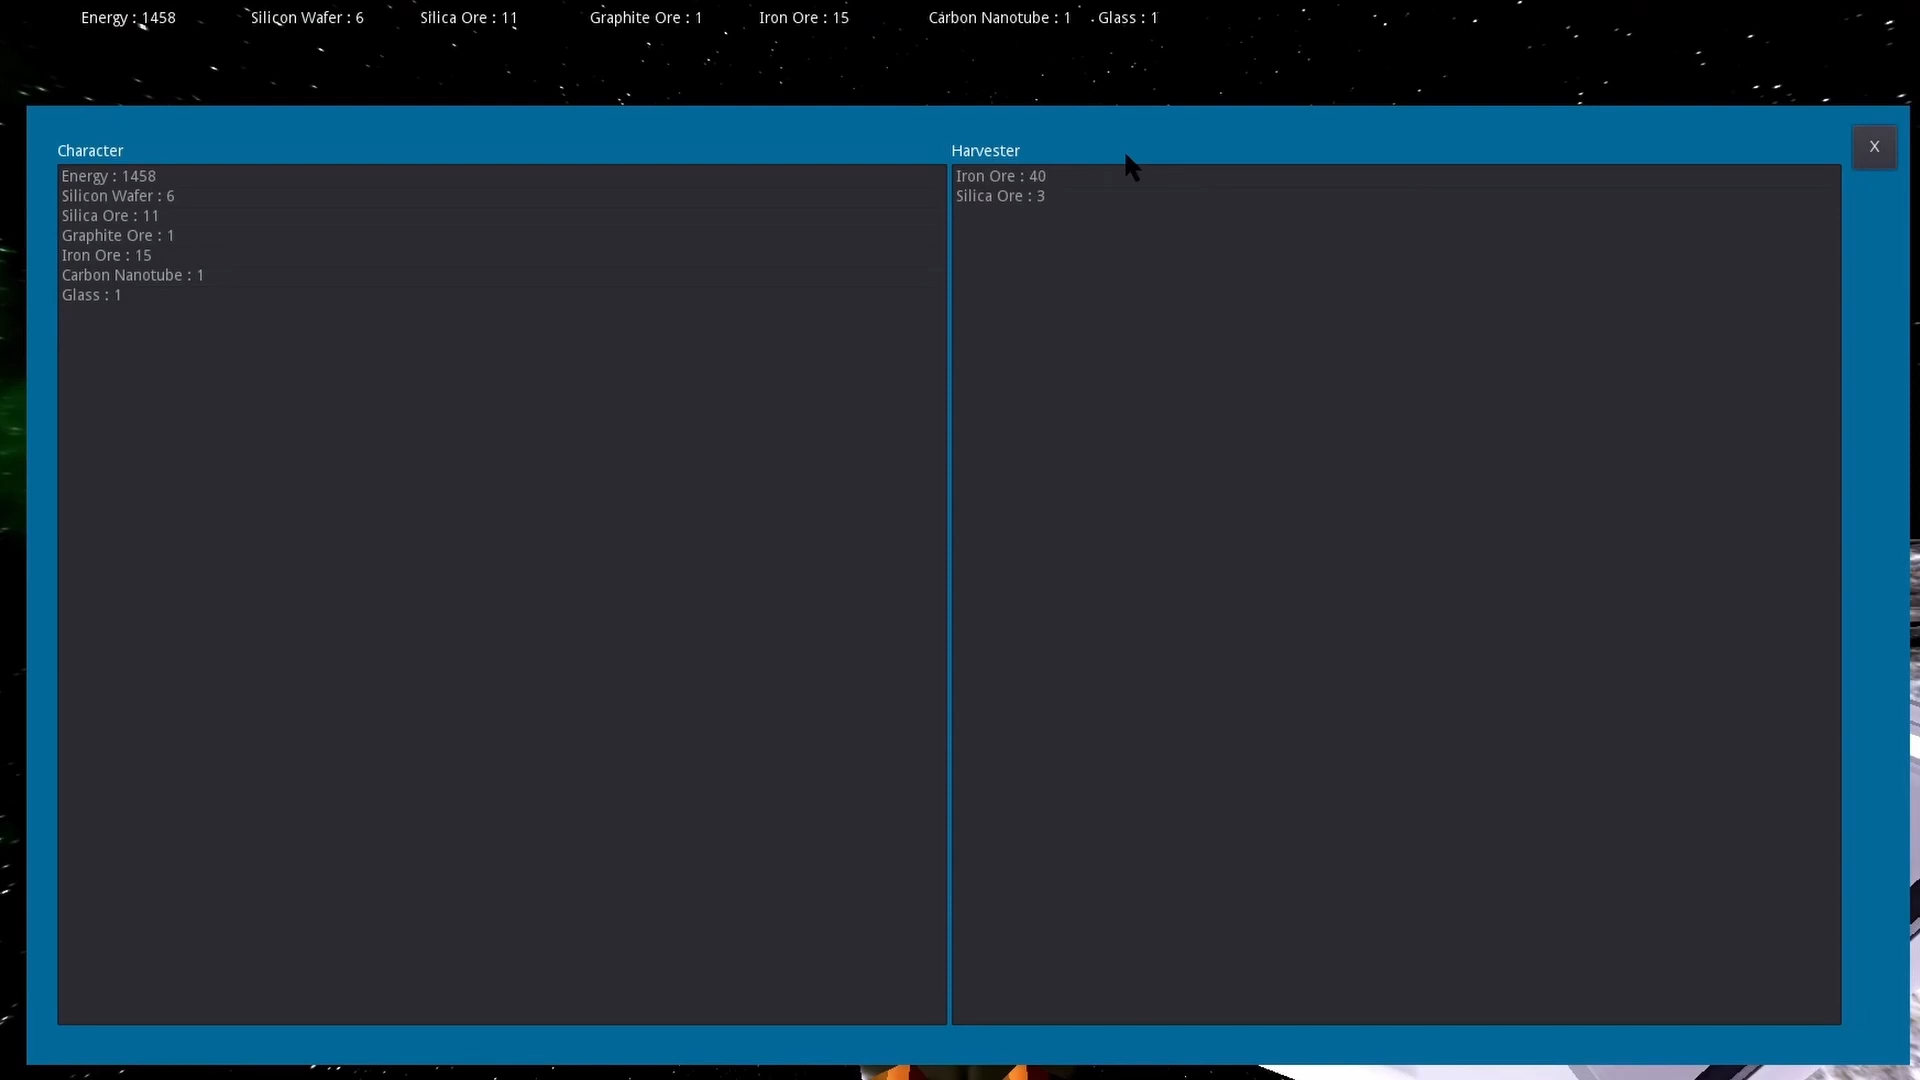 Energy : 1458 Silicon Wafer : 6 Silica Ore : 11 Graphite Ore : 1 Iron Ore : 15 Carbon Nanotube : 1 Glass : 1
Character
Energy : 1458
Silicon Wafer : 6
Silica Ore : 11
Graphite Ore : 1
Iron Ore : 15
Carbon Nanotube : 1
Glass : 1
Harvester
Iron Ore : 40
Silica Ore : 3
X